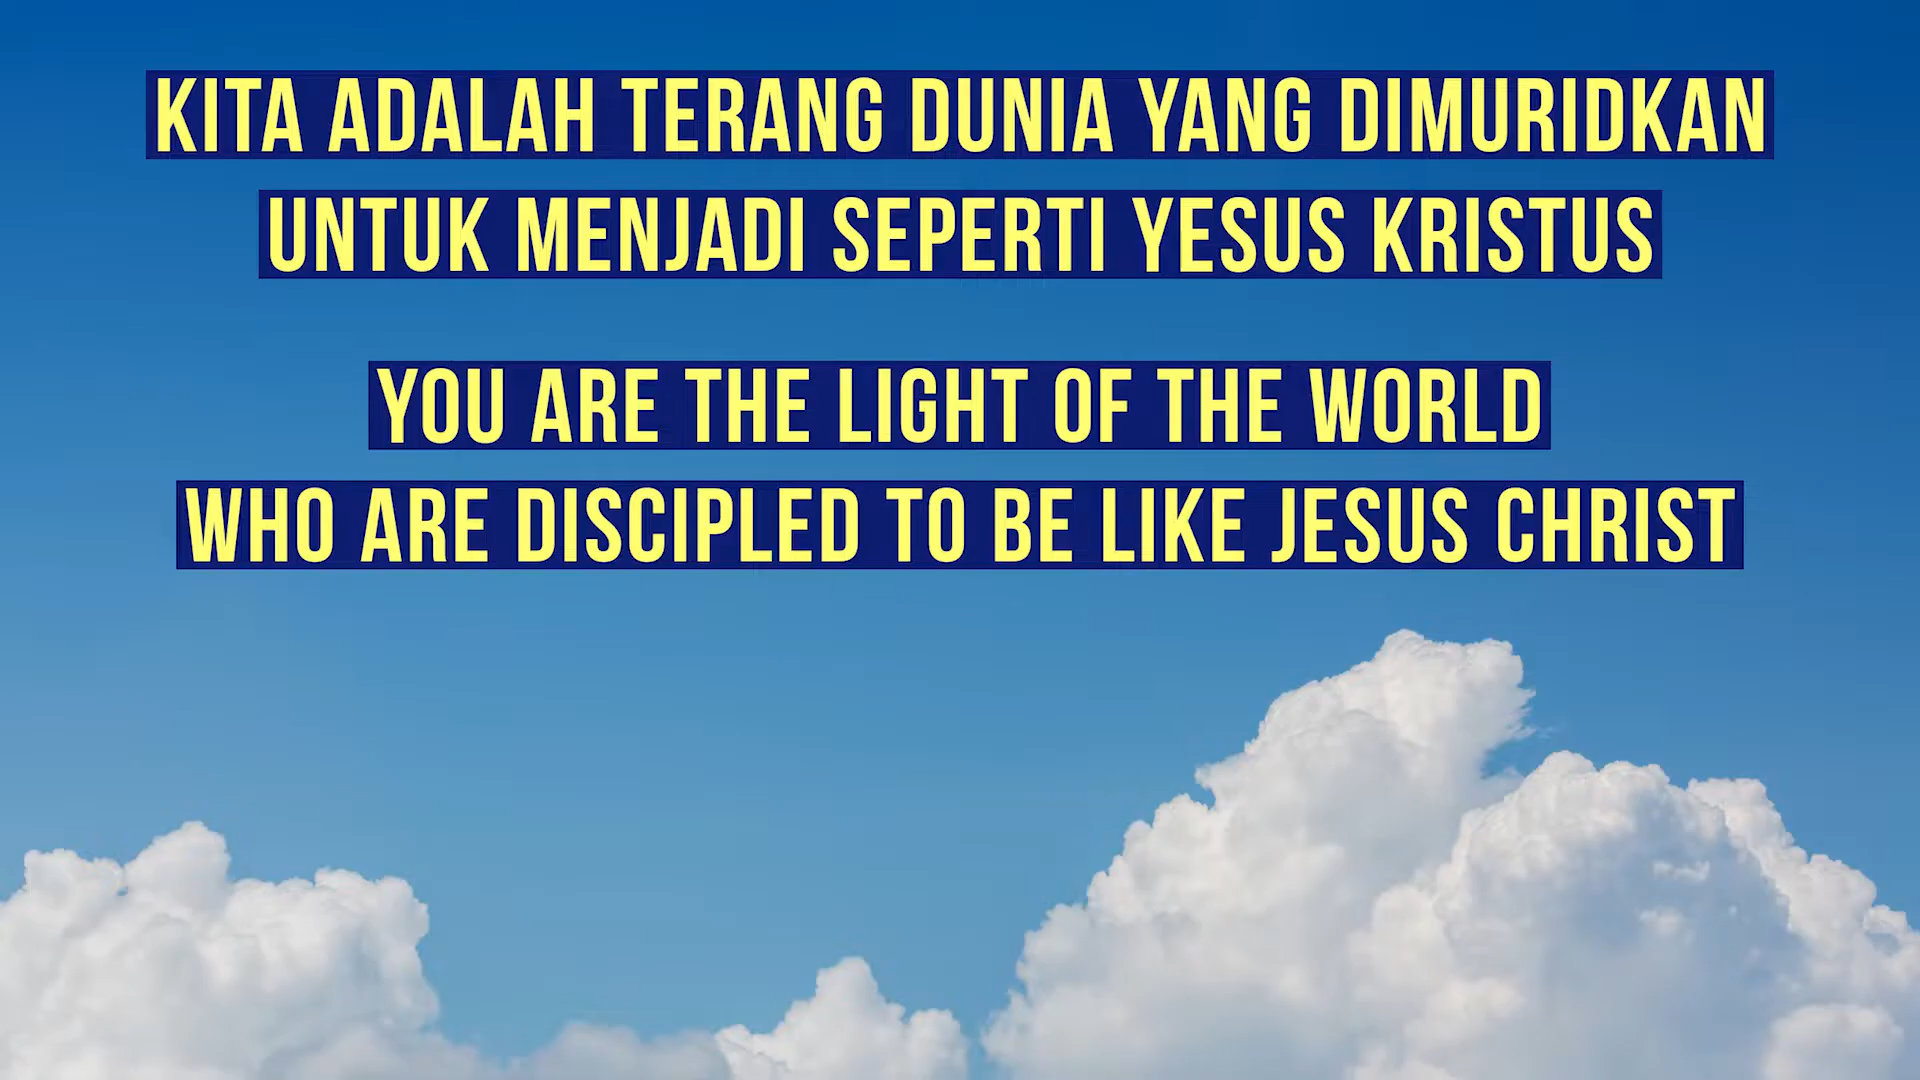 KITA ADALAH TERANG DUNIA YANG DIMURIDKAN
UNTUK MENJADI SEPERTI YESUS KRISTUS
YOU ARE THE LIGHT OF THE WORLD
WHO ARE DISCIPLED TO BE LIKE JESUS CHRIST